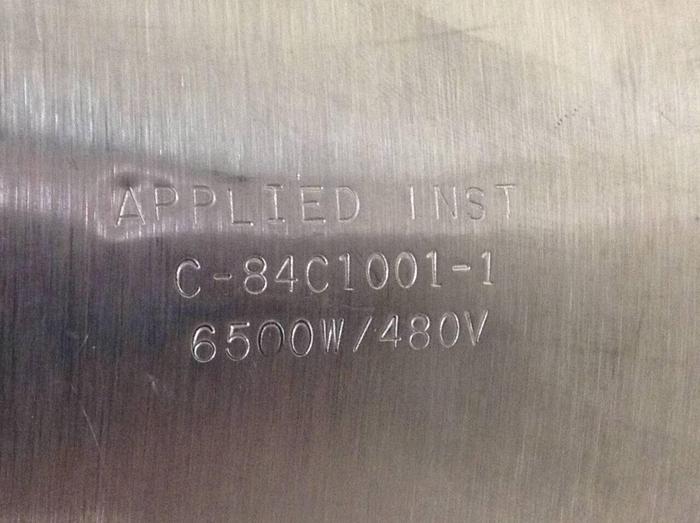 APPLIED INST
C-84C1001-1
6500W/480V